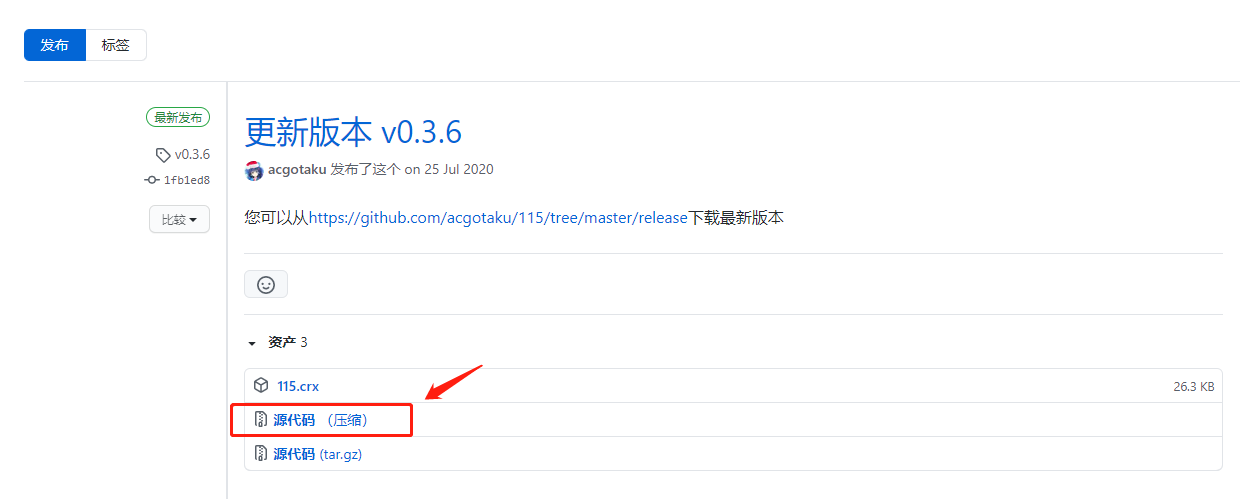 发布 标签
最新发布
v0.3.6
1fb1ed8
比较
更新版本 v0.3.6
acgotaku 发布了这个 on 25 Jul 2020
您可以从https://github.com/acgotaku/115/tree/master/release下载最新版本
资产 3
115.crx 26.3 KB
源代码 （压缩）
源代码 (tar.gz)